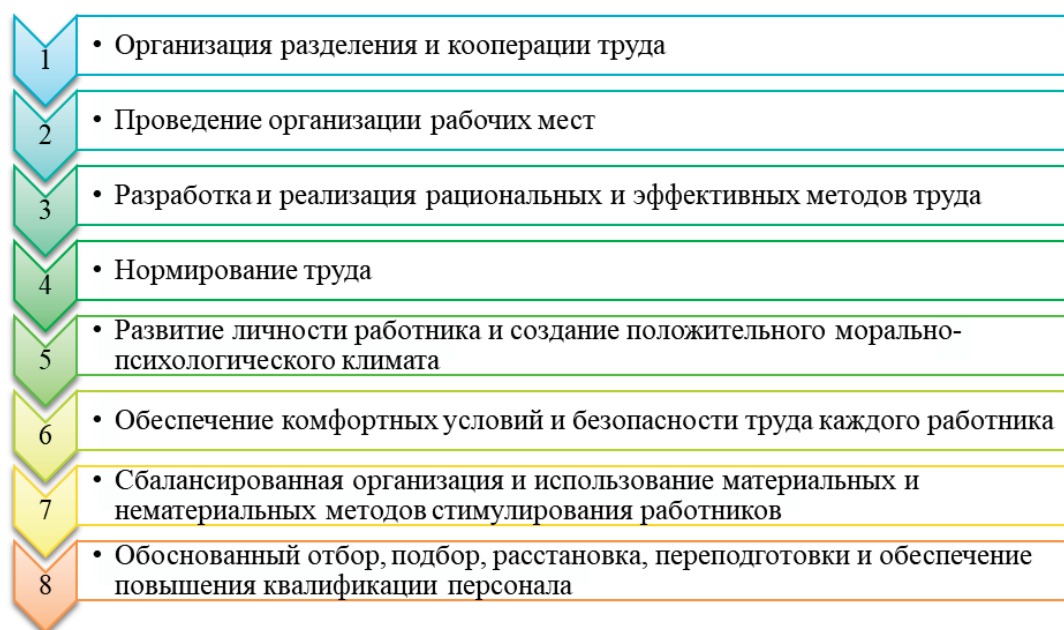 1
• Организация разделения и кооперации труда
2
• Проведение организации рабочих мест
3
• Разработка и реализация рациональных и эффективных методов труда
4
• Нормирование труда
5
• Развитие личности работника и создание положительного морально-
психологического климата
6
• Обеспечение комфортных условий и безопасности труда каждого работника
7
• Сбалансированная организация и использование материальных и
нематериальных методов стимулирования работников
8
• Обоснованный отбор, подбор, расстановка, переподготовки и обеспечение
повышения квалификации персонала